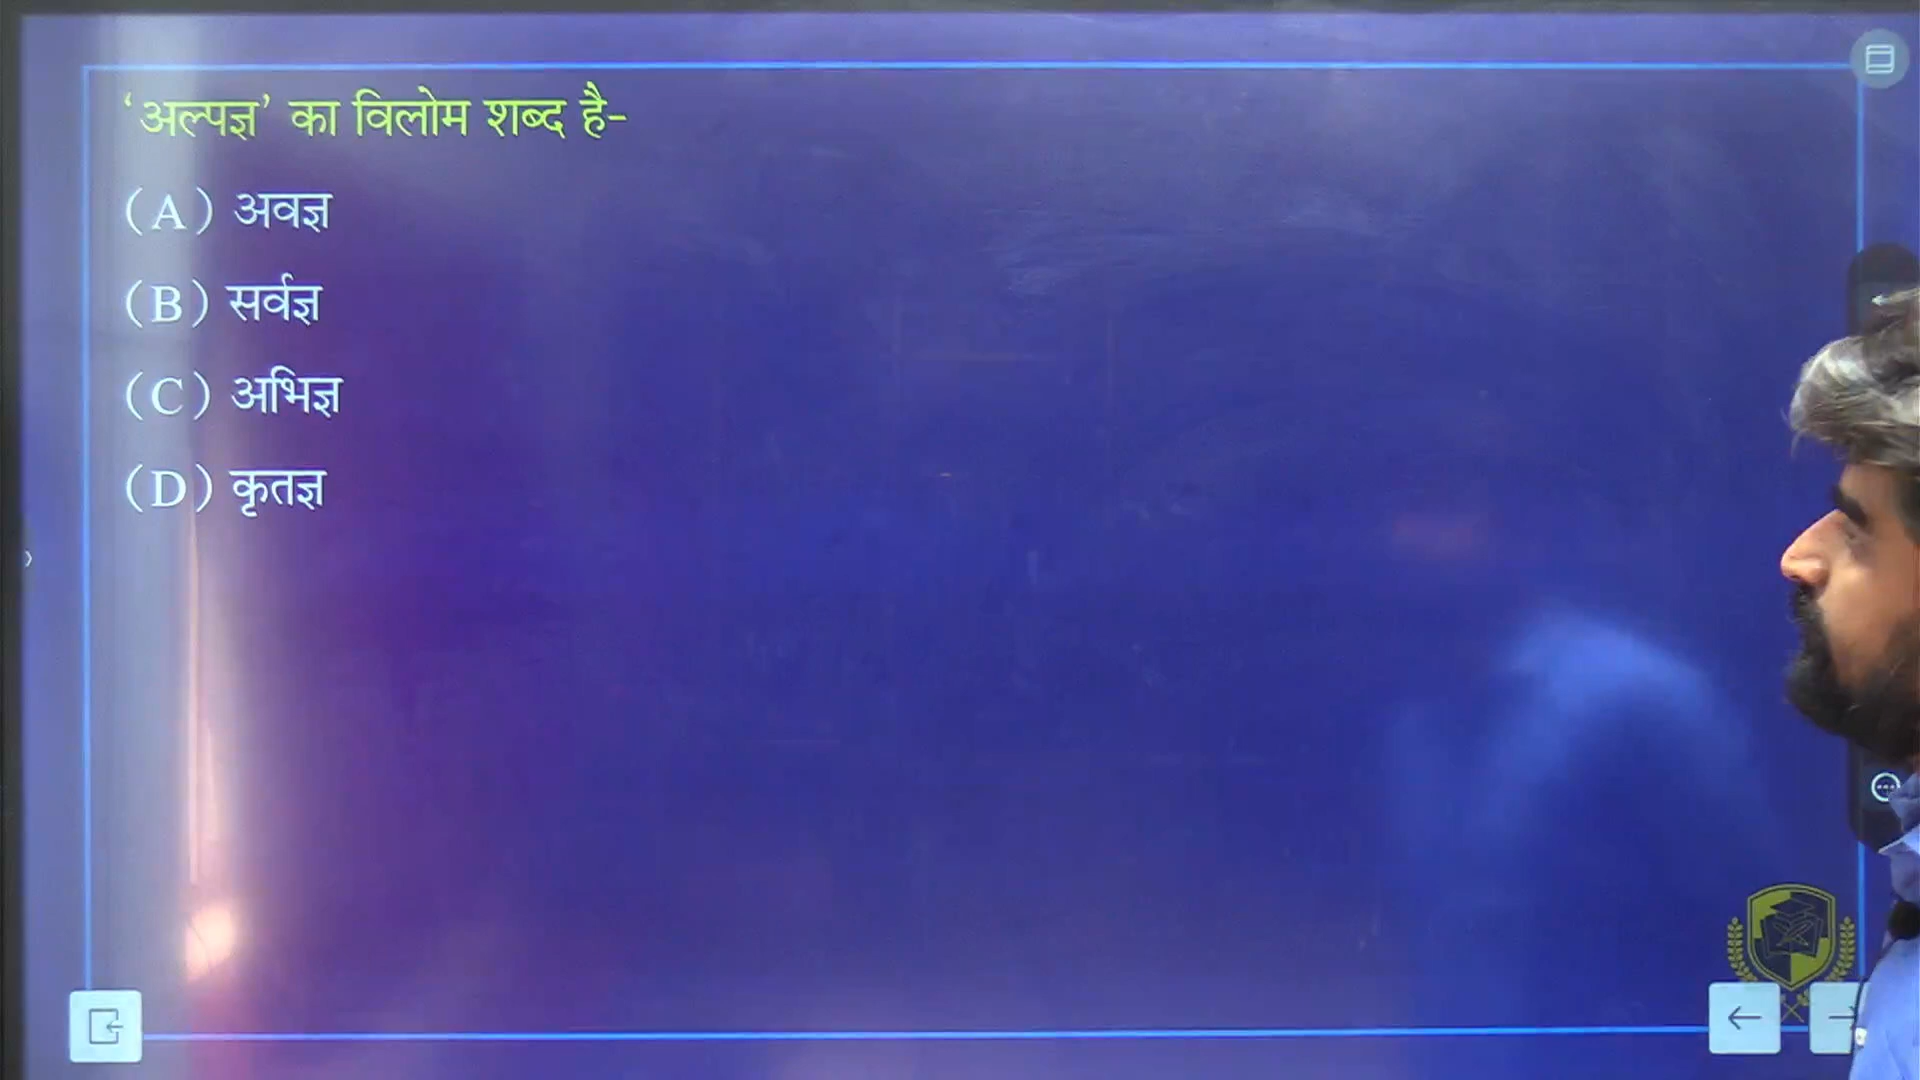 ‘अल्पज्ञ’ का विलोम शब्द है-
(A) अवज्ञ
(B) सर्वज्ञ
(C) अभिज्ञ
(D) कृतज्ञ